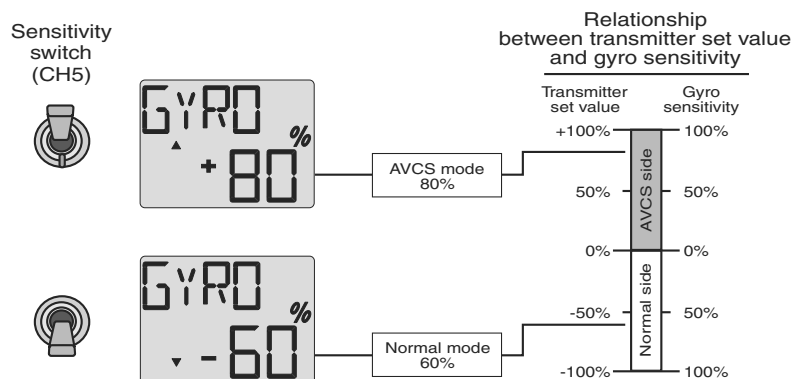 Sensitivity
switch
(CH5)
GYRO
%
+80
AVCS mode
80%
GYRO
%
-60
Normal mode
60%
Relationship
between transmitter set value
and gyro sensitivity
Transmitter
set value
Gyro
sensitivity
+100% 100%
50% 50%
0% 0%
-50% 50%
-100% 100%
AVCS side
Normal side